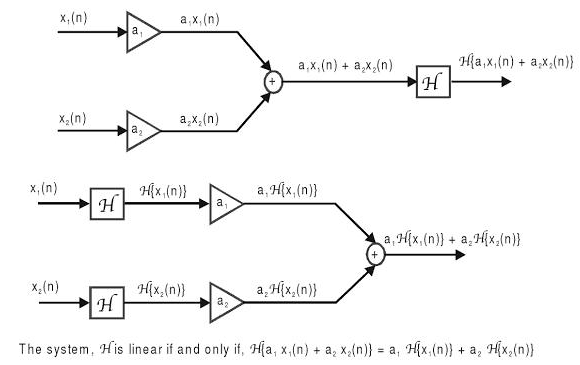 x₁(n) a₁ a₁x₁(n)
a₁x₁(n) + a₂x₂(n) ℋ ℋ{a₁x₁(n) + a₂x₂(n)}
+
x₂(n) a₂ a₂x₂(n)
x₁(n) ℋ ℋ{x₁(n)} a₁ a₁ℋ{x₁(n)}
+ a₁ℋ{x₁(n)} + a₂ℋ{x₂(n)}
x₂(n) ℋ ℋ{x₂(n)} a₂ a₂ℋ{x₂(n)}
The system, ℋ is linear if and only if, ℋ{a₁ x₁(n) + a₂ x₂(n)} = a₁ ℋ{x₁(n)} + a₂ ℋ{x₂(n)}